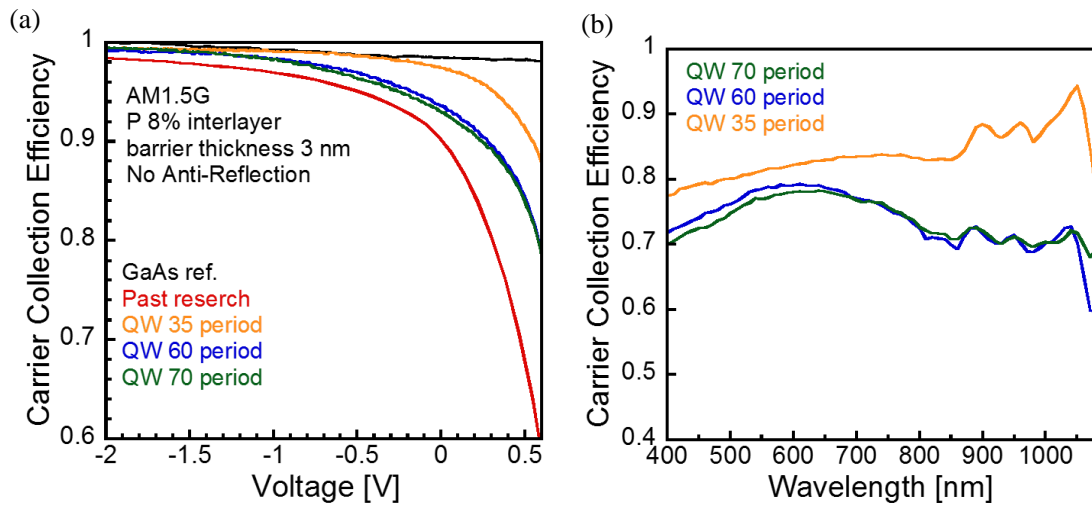 (a)
Carrier Collection Efficiency
1
0.9
0.8
0.7
0.6
AM1.5G
P 8% interlayer
barrier thickness 3 nm
No Anti-Reflection
GaAs ref.
Past reserch
QW 35 period
QW 60 period
QW 70 period
-2 -1.5 -1 -0.5 0 0.5
Voltage [V]
(b)
Carrier Collection Efficiency
1
0.9
0.8
0.7
0.6
0.5
0.4
QW 70 period
QW 60 period
QW 35 period
400 500 600 700 800 900 1000
Wavelength [nm]